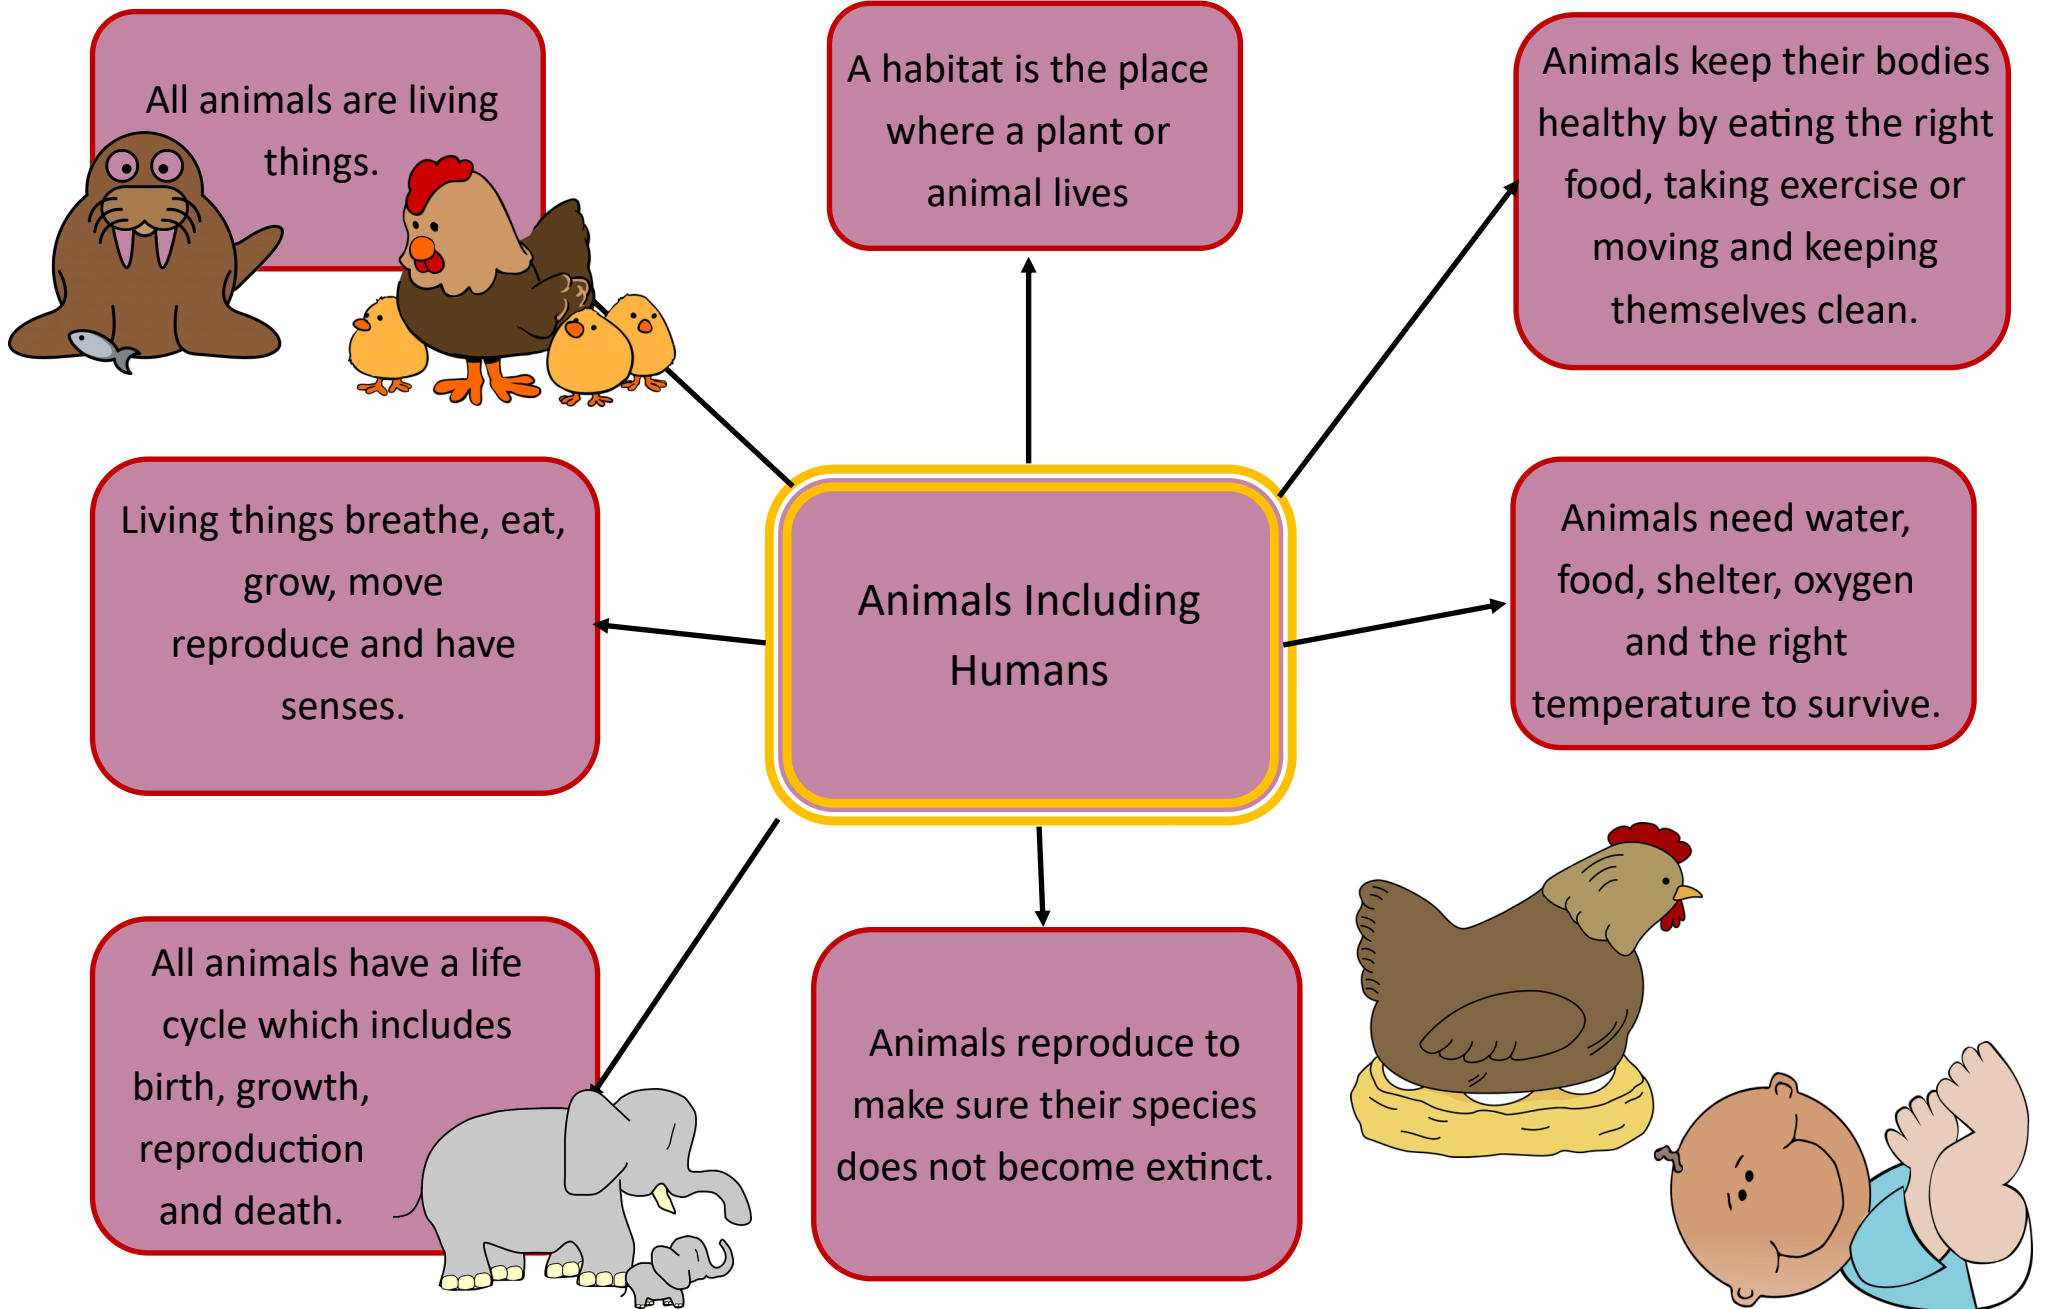 All animals are living
things.
A habitat is the place
where a plant or
animal lives
Animals keep their bodies
healthy by eating the right
food, taking exercise or
moving and keeping
themselves clean.
Living things breathe, eat,
grow, move
reproduce and have
senses.
Animals Including
Humans
Animals need water,
food, shelter, oxygen
and the right
temperature to survive.
All animals have a life
cycle which includes
birth, growth,
reproduction
and death.
Animals reproduce to
make sure their species
does not become extinct.